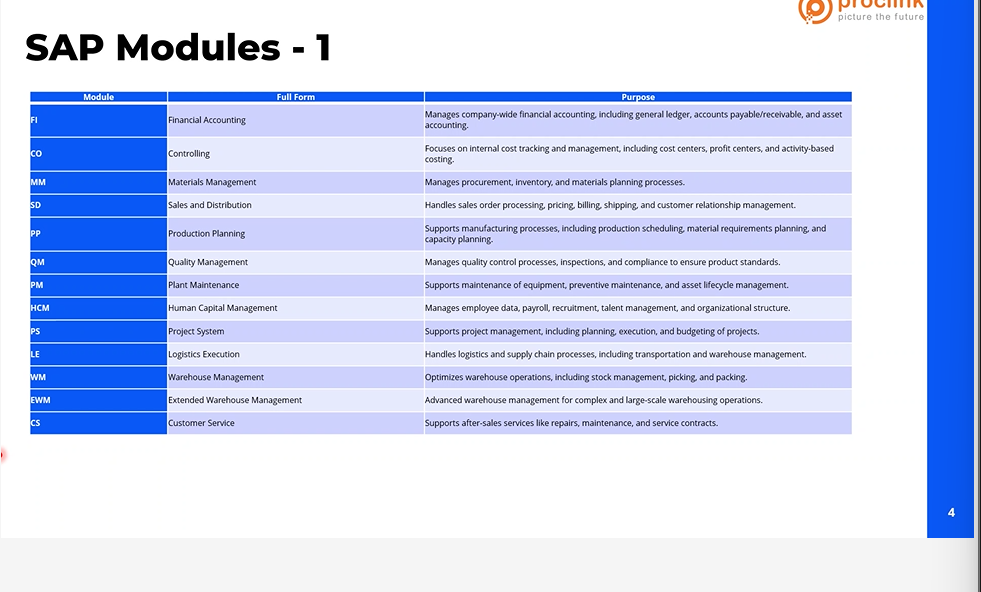 proclink
picture the future
SAP Modules - 1
Module Full Form Purpose
FI Financial Accounting Manages company-wide financial accounting, including general ledger, accounts payable/receivable, and asset
accounting.
CO Controlling Focuses on internal cost tracking and management, including cost centers, profit centers, and activity-based
costing.
MM Materials Management Manages procurement, inventory, and materials planning processes.
SD Sales and Distribution Handles sales order processing, pricing, billing, shipping, and customer relationship management.
PP Production Planning Supports manufacturing processes, including production scheduling, material requirements planning, and
capacity planning.
QM Quality Management Manages quality control processes, inspections, and compliance to ensure product standards.
PM Plant Maintenance Supports maintenance of equipment, preventive maintenance, and asset lifecycle management.
HCM Human Capital Management Manages employee data, payroll, recruitment, talent management, and organizational structure.
PS Project System Supports project management, including planning, execution, and budgeting of projects.
LE Logistics Execution Handles logistics and supply chain processes, including transportation and warehouse management.
WM Warehouse Management Optimizes warehouse operations, including stock management, picking, and packing.
EWM Extended Warehouse Management Advanced warehouse management for complex and large-scale warehousing operations.
CS Customer Service Supports after-sales services like repairs, maintenance, and service contracts.
4